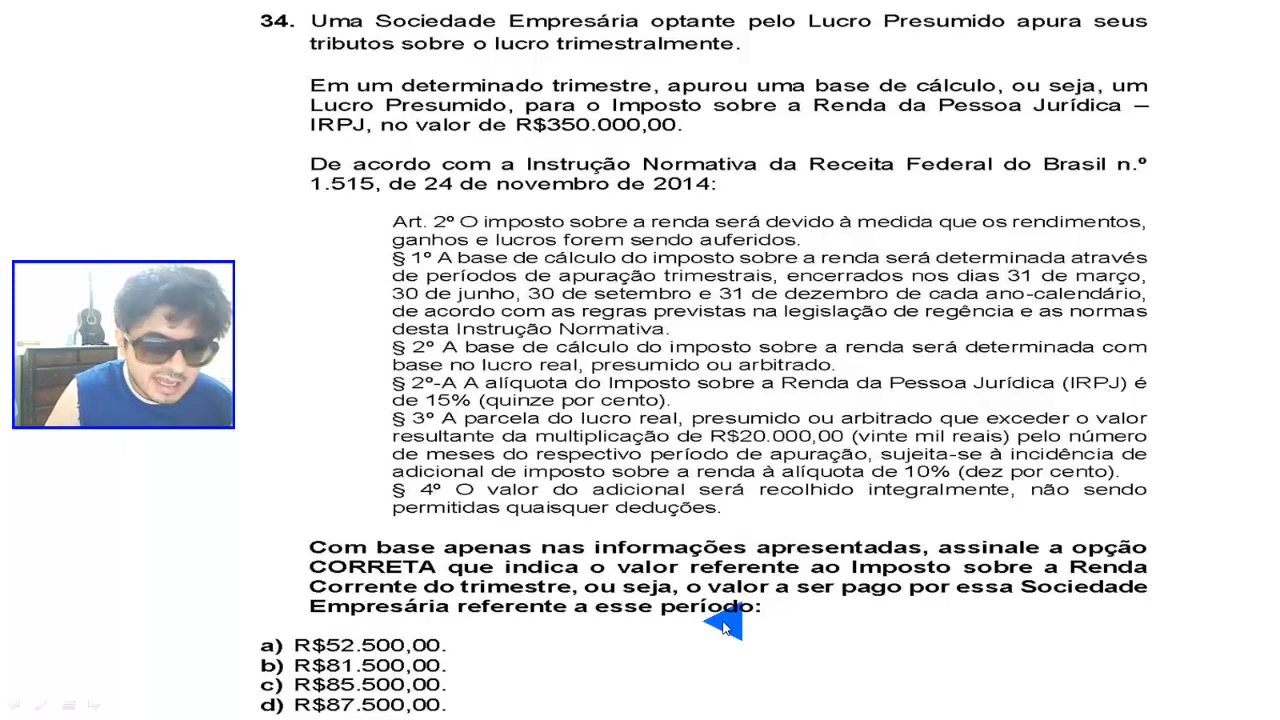 34. Uma Sociedade Empresária optante pelo Lucro Presumido apura seus
tributos sobre o lucro trimestralmente.
Em um determinado trimestre, apurou uma base de cálculo, ou seja, um
Lucro Presumido, para o Imposto sobre a Renda da Pessoa Jurídica –
IRPJ, no valor de R$350.000,00.
De acordo com a Instrução Normativa da Receita Federal do Brasil n.º
1.515, de 24 de novembro de 2014:
Art. 2º O imposto sobre a renda será devido à medida que os rendimentos,
ganhos e lucros forem sendo auferidos.
§ 1º A base de cálculo do imposto sobre a renda será determinada através
de períodos de apuração trimestrais, encerrados nos dias 31 de março,
30 de junho, 30 de setembro e 31 de dezembro de cada ano-calendário,
de acordo com as regras previstas na legislação de regência e as normas
desta Instrução Normativa.
§ 2º A base de cálculo do imposto sobre a renda será determinada com
base no lucro real, presumido ou arbitrado.
§ 2º-A A alíquota do Imposto sobre a Renda da Pessoa Jurídica (IRPJ) é
de 15% (quinze por cento).
§ 3º A parcela do lucro real, presumido ou arbitrado que exceder o valor
resultante da multiplicação de R$20.000,00 (vinte mil reais) pelo número
de meses do respectivo período de apuração, sujeita-se à incidência de
adicional de imposto sobre a renda à alíquota de 10% (dez por cento).
§ 4º O valor do adicional será recolhido integralmente, não sendo
permitidas quaisquer deduções.
Com base apenas nas informações apresentadas, assinale a opção
CORRETA que indica o valor referente ao Imposto sobre a Renda
Corrente do trimestre, ou seja, o valor a ser pago por essa Sociedade
Empresária referente a esse período:
a) R$52.500,00.
b) R$81.500,00.
c) R$85.500,00.
d) R$87.500,00.